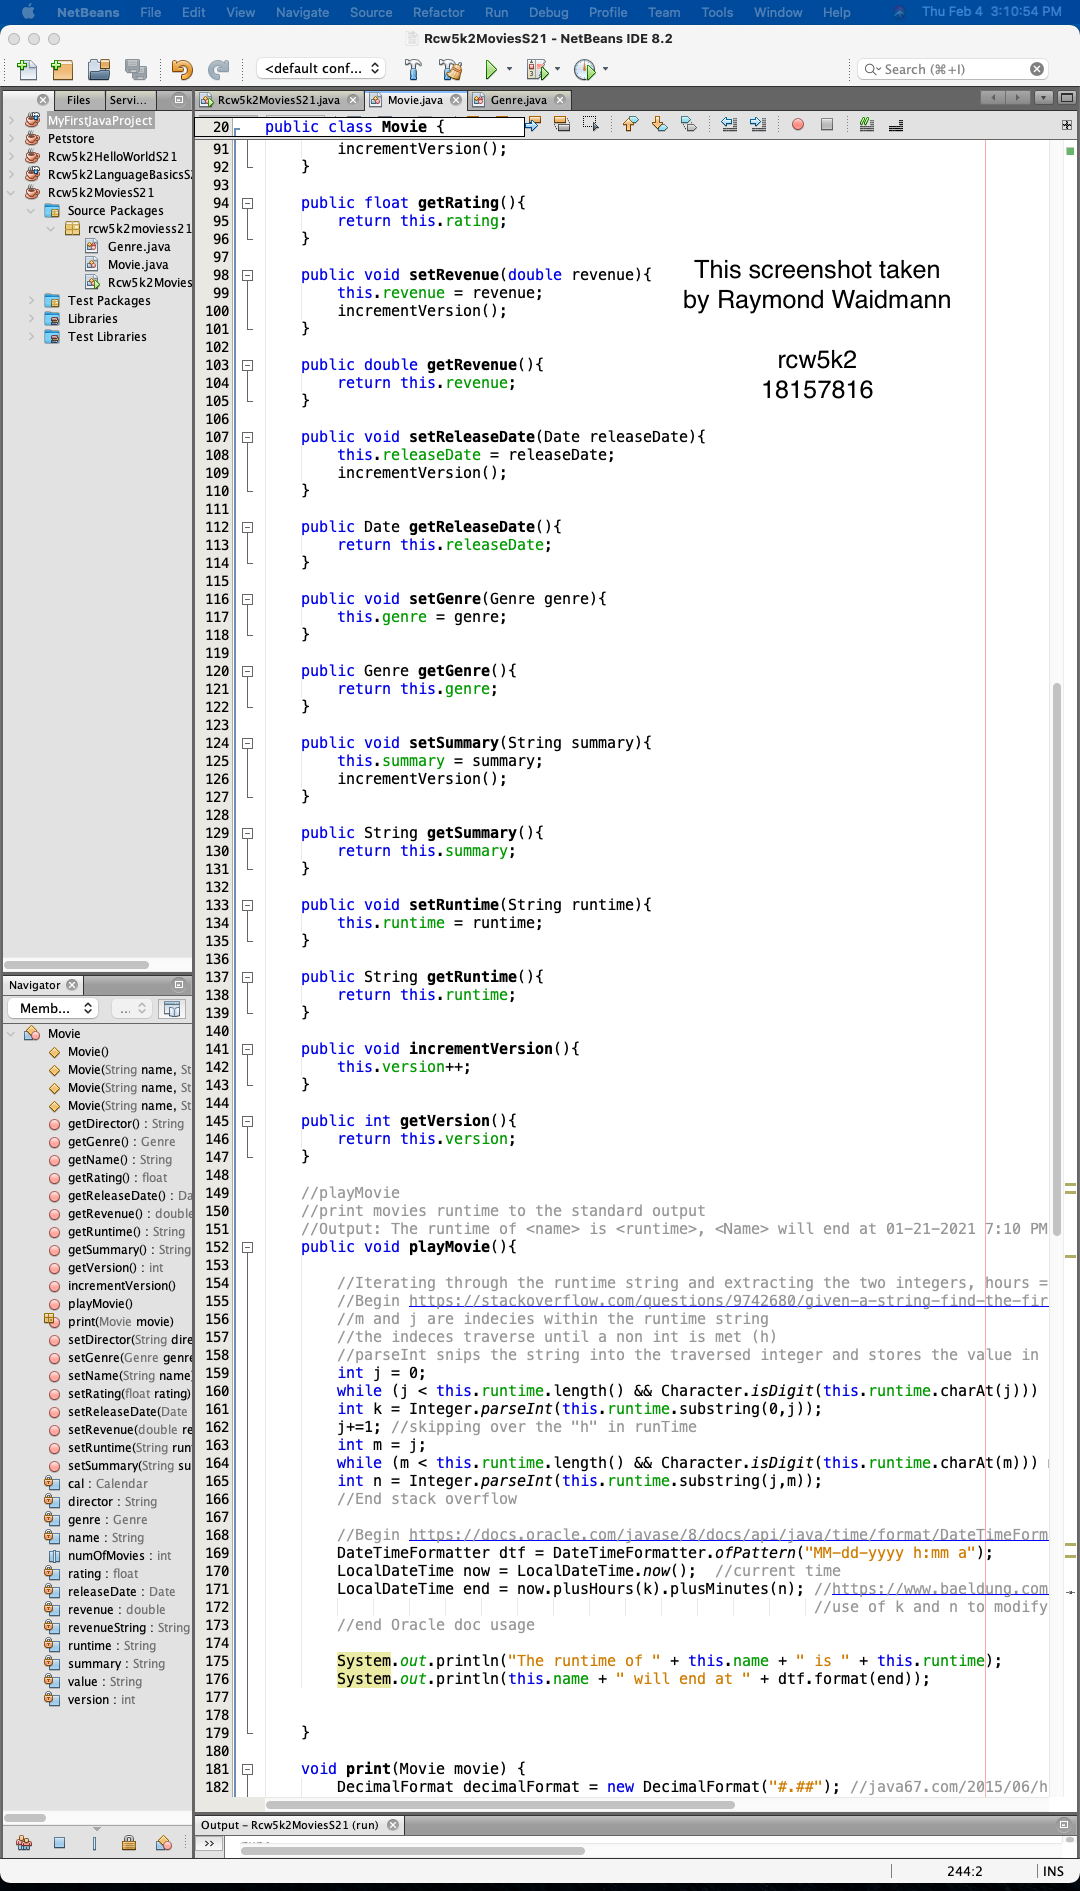 NetBeans File Edit View Navigate Source Refactor Run Debug Profile Team Tools Window Help Thu Feb 4 3:10:54 PM
Rcw5k2MoviesS21 - NetBeans IDE 8.2
<default conf... Search (⌘+I)
Files Servi... Rcw5k2MoviesS21.java Movie.java Genre.java
MyFirstJavaProject
Petstore
Rcw5k2HelloWorldS21
Rcw5k2LanguageBasicsS
Rcw5k2MoviesS21
Source Packages
rcw5k2moviess21
Genre.java
Movie.java
Rcw5k2Movies
Test Packages
Libraries
Test Libraries
20 public class Movie {
91 incrementVersion();
92 }
93
94 public float getRating(){
95 return this.rating;
96 }
97
98 public void setRevenue(double revenue){
99 this.revenue = revenue;
100 incrementVersion();
101 }
102
103 public double getRevenue(){
104 return this.revenue;
105 }
106
107 public void setReleaseDate(Date releaseDate){
108 this.releaseDate = releaseDate;
109 incrementVersion();
110 }
111
112 public Date getReleaseDate(){
113 return this.releaseDate;
114 }
115
116 public void setGenre(Genre genre){
117 this.genre = genre;
118 }
119
120 public Genre getGenre(){
121 return this.genre;
122 }
123
124 public void setSummary(String summary){
125 this.summary = summary;
126 incrementVersion();
127 }
128
129 public String getSummary(){
130 return this.summary;
131 }
132
133 public void setRuntime(String runtime){
134 this.runtime = runtime;
135 }
136
137 public String getRuntime(){
138 return this.runtime;
139 }
140
141 public void incrementVersion(){
142 this.version++;
143 }
144
145 public int getVersion(){
146 return this.version;
147 }
148
149 //playMovie
150 //print movies runtime to the standard output
151 //Output: The runtime of <name> is <runtime>, <Name> will end at 01-21-2021 7:10 PM
152 public void playMovie(){
153
154 //Iterating through the runtime string and extracting the two integers, hours =
155 //Begin https://stackoverflow.com/questions/9742680/given-a-string-find-the-fir
156 //m and j are indecies within the runtime string
157 //the indeces traverse until a non int is met (h)
158 //parseInt snips the string into the traversed integer and stores the value in
159 int j = 0;
160 while (j < this.runtime.length() && Character.isDigit(this.runtime.charAt(j)))
161 int k = Integer.parseInt(this.runtime.substring(0,j));
162 j+=1; //skipping over the "h" in runTime
163 int m = j;
164 while (m < this.runtime.length() && Character.isDigit(this.runtime.charAt(m)))
165 int n = Integer.parseInt(this.runtime.substring(j,m));
166 //End stack overflow
167
168 //Begin https://docs.oracle.com/javase/8/docs/api/java/time/format/DateTimeForm
169 DateTimeFormatter dtf = DateTimeFormatter.ofPattern("MM-dd-yyyy h:mm a");
170 LocalDateTime now = LocalDateTime.now(); //current time
171 LocalDateTime end = now.plusHours(k).plusMinutes(n); //https://www.baeldung.com
172 //use of k and n to modify
173 //end Oracle doc usage
174
175 System.out.println("The runtime of " + this.name + " is " + this.runtime);
176 System.out.println(this.name + " will end at " + dtf.format(end));
177
178
179 }
180
181 void print(Movie movie) {
182 DecimalFormat decimalFormat = new DecimalFormat("#.##"); //java67.com/2015/06/h
This screenshot taken
by Raymond Waidmann
rcw5k2
18157816
Navigator
Memb... ...
Movie
Movie()
Movie(String name, St
Movie(String name, St
Movie(String name, St
getDirector() : String
getGenre() : Genre
getName() : String
getRating() : float
getReleaseDate() : Da
getRevenue() : double
getRuntime() : String
getSummary() : String
getVersion() : int
incrementVersion()
playMovie()
print(Movie movie)
setDirector(String dire
setGenre(Genre genre
setName(String name
setRating(float rating)
setReleaseDate(Date
setRevenue(double re
setRuntime(String run
setSummary(String su
cal : Calendar
director : String
genre : Genre
name : String
numOfMovies : int
rating : float
releaseDate : Date
revenue : double
revenueString : String
runtime : String
summary : String
value : String
version : int
Output - Rcw5k2MoviesS21 (run)
244:2 INS